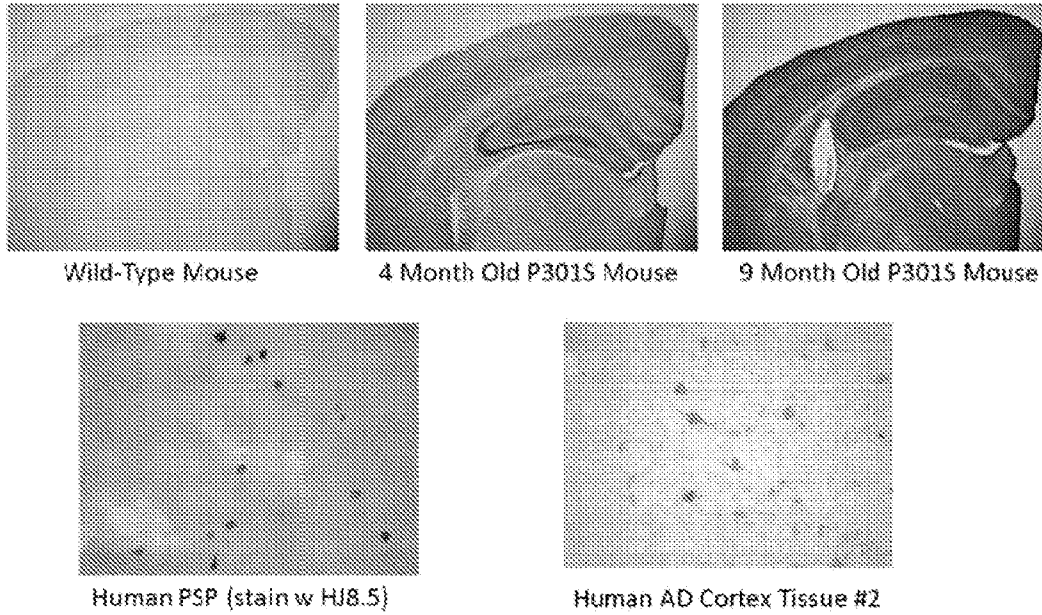 Wild-Type Mouse
4 Month Old P301S Mouse
9 Month Old P301S Mouse
Human PSP (stain w HJ8.5)
Human AD Cortex Tissue #2